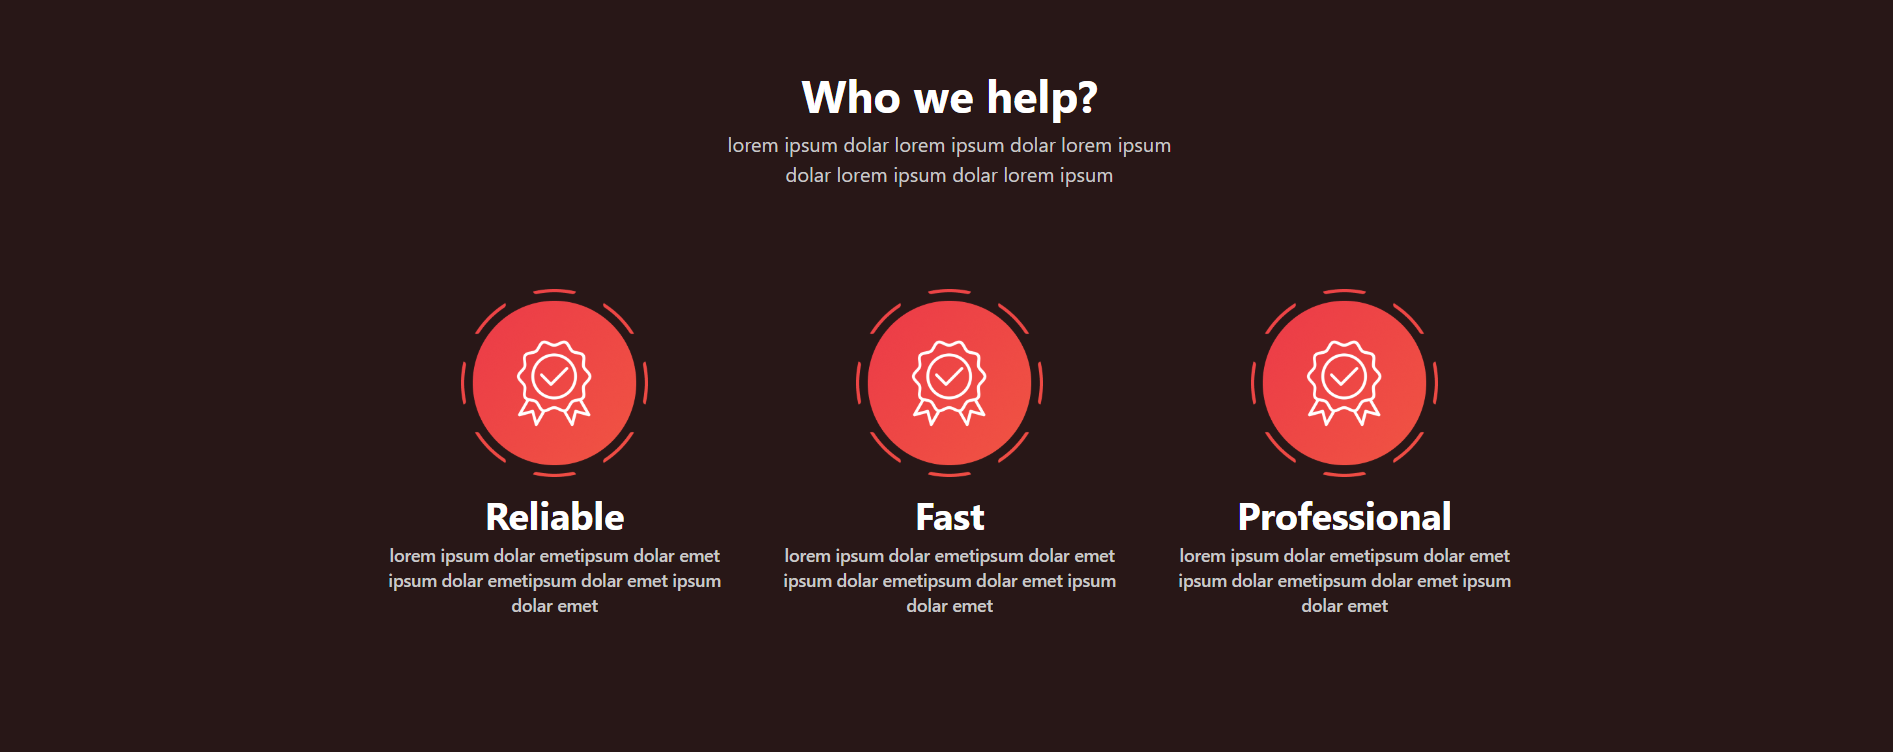 Who we help?
lorem ipsum dolar lorem ipsum dolar lorem ipsum
dolar lorem ipsum dolar lorem ipsum
Reliable
lorem ipsum dolar emetipsum dolar emet
ipsum dolar emetipsum dolar emet ipsum
dolar emet
Fast
lorem ipsum dolar emetipsum dolar emet
ipsum dolar emetipsum dolar emet ipsum
dolar emet
Professional
lorem ipsum dolar emetipsum dolar emet
ipsum dolar emetipsum dolar emet ipsum
dolar emet